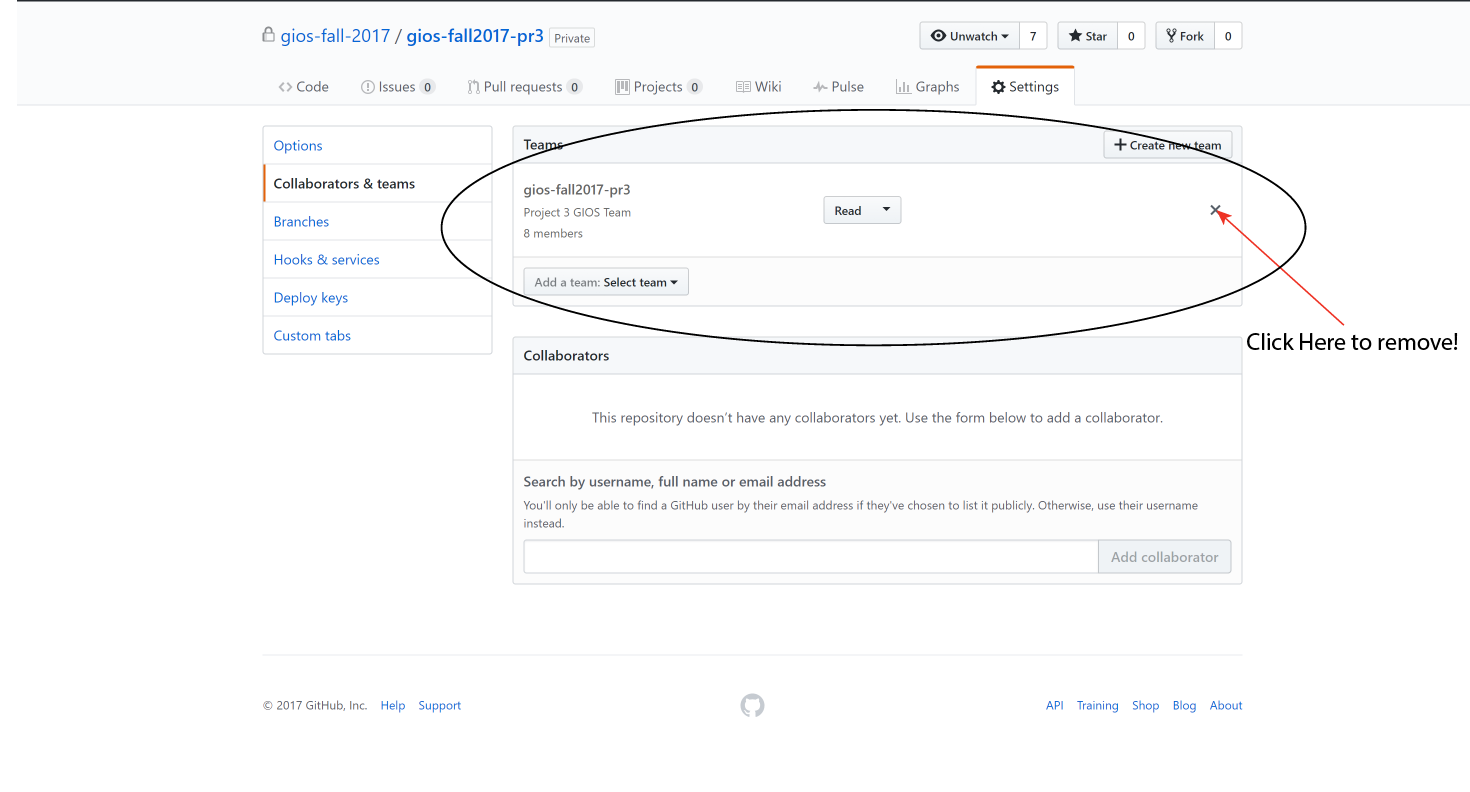 gios-fall-2017 / gios-fall2017-pr3 Private
Unwatch 7 Star 0 Fork 0
Code Issues 0 Pull requests 0 Projects 0 Wiki Pulse Graphs Settings
Options
Collaborators & teams
Branches
Hooks & services
Deploy keys
Custom tabs
Teams
Create new team
gios-fall2017-pr3
Project 3 GIOS Team
8 members
Read
Add a team: Select team
Click Here to remove!
Collaborators
This repository doesn't have any collaborators yet. Use the form below to add a collaborator.
Search by username, full name or email address
You'll only be able to find a GitHub user by their email address if they've chosen to list it publicly. Otherwise, use their username
instead.
Add collaborator
© 2017 GitHub, Inc. Help Support
API Training Shop Blog About